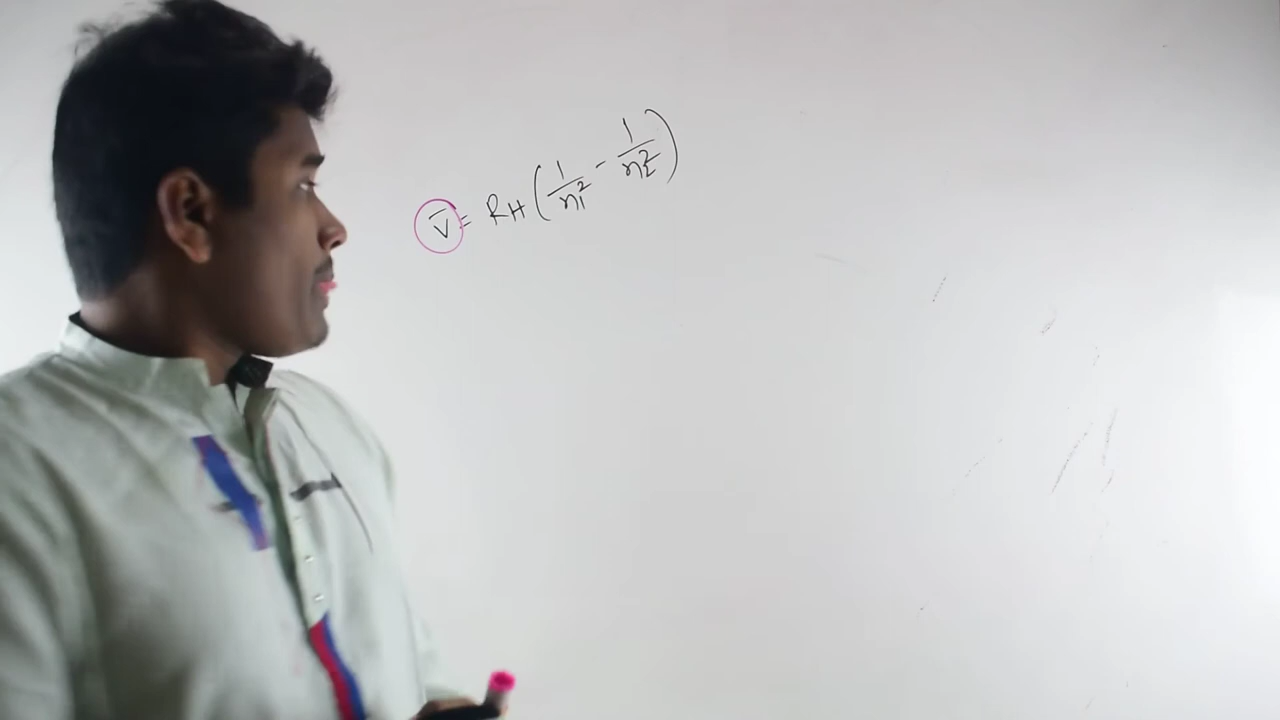 v̅ = RH(1/n₁² - 1/n₂²)